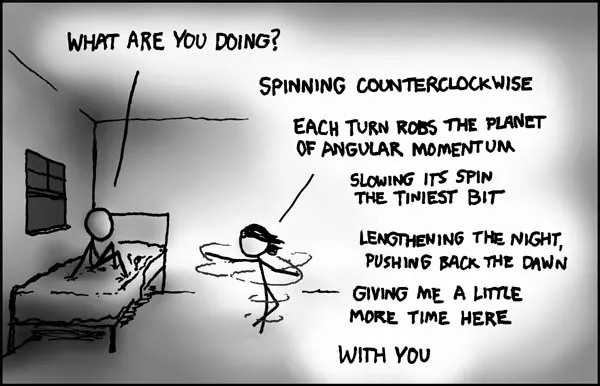 WHAT ARE YOU DOING?
SPINNING COUNTERCLOCKWISE
EACH TURN ROBS THE PLANET
OF ANGULAR MOMENTUM
SLOWING ITS SPIN
THE TINIEST BIT
LENGTHENING THE NIGHT,
PUSHING BACK THE DAWN
GIVING ME A LITTLE
MORE TIME HERE
WITH YOU